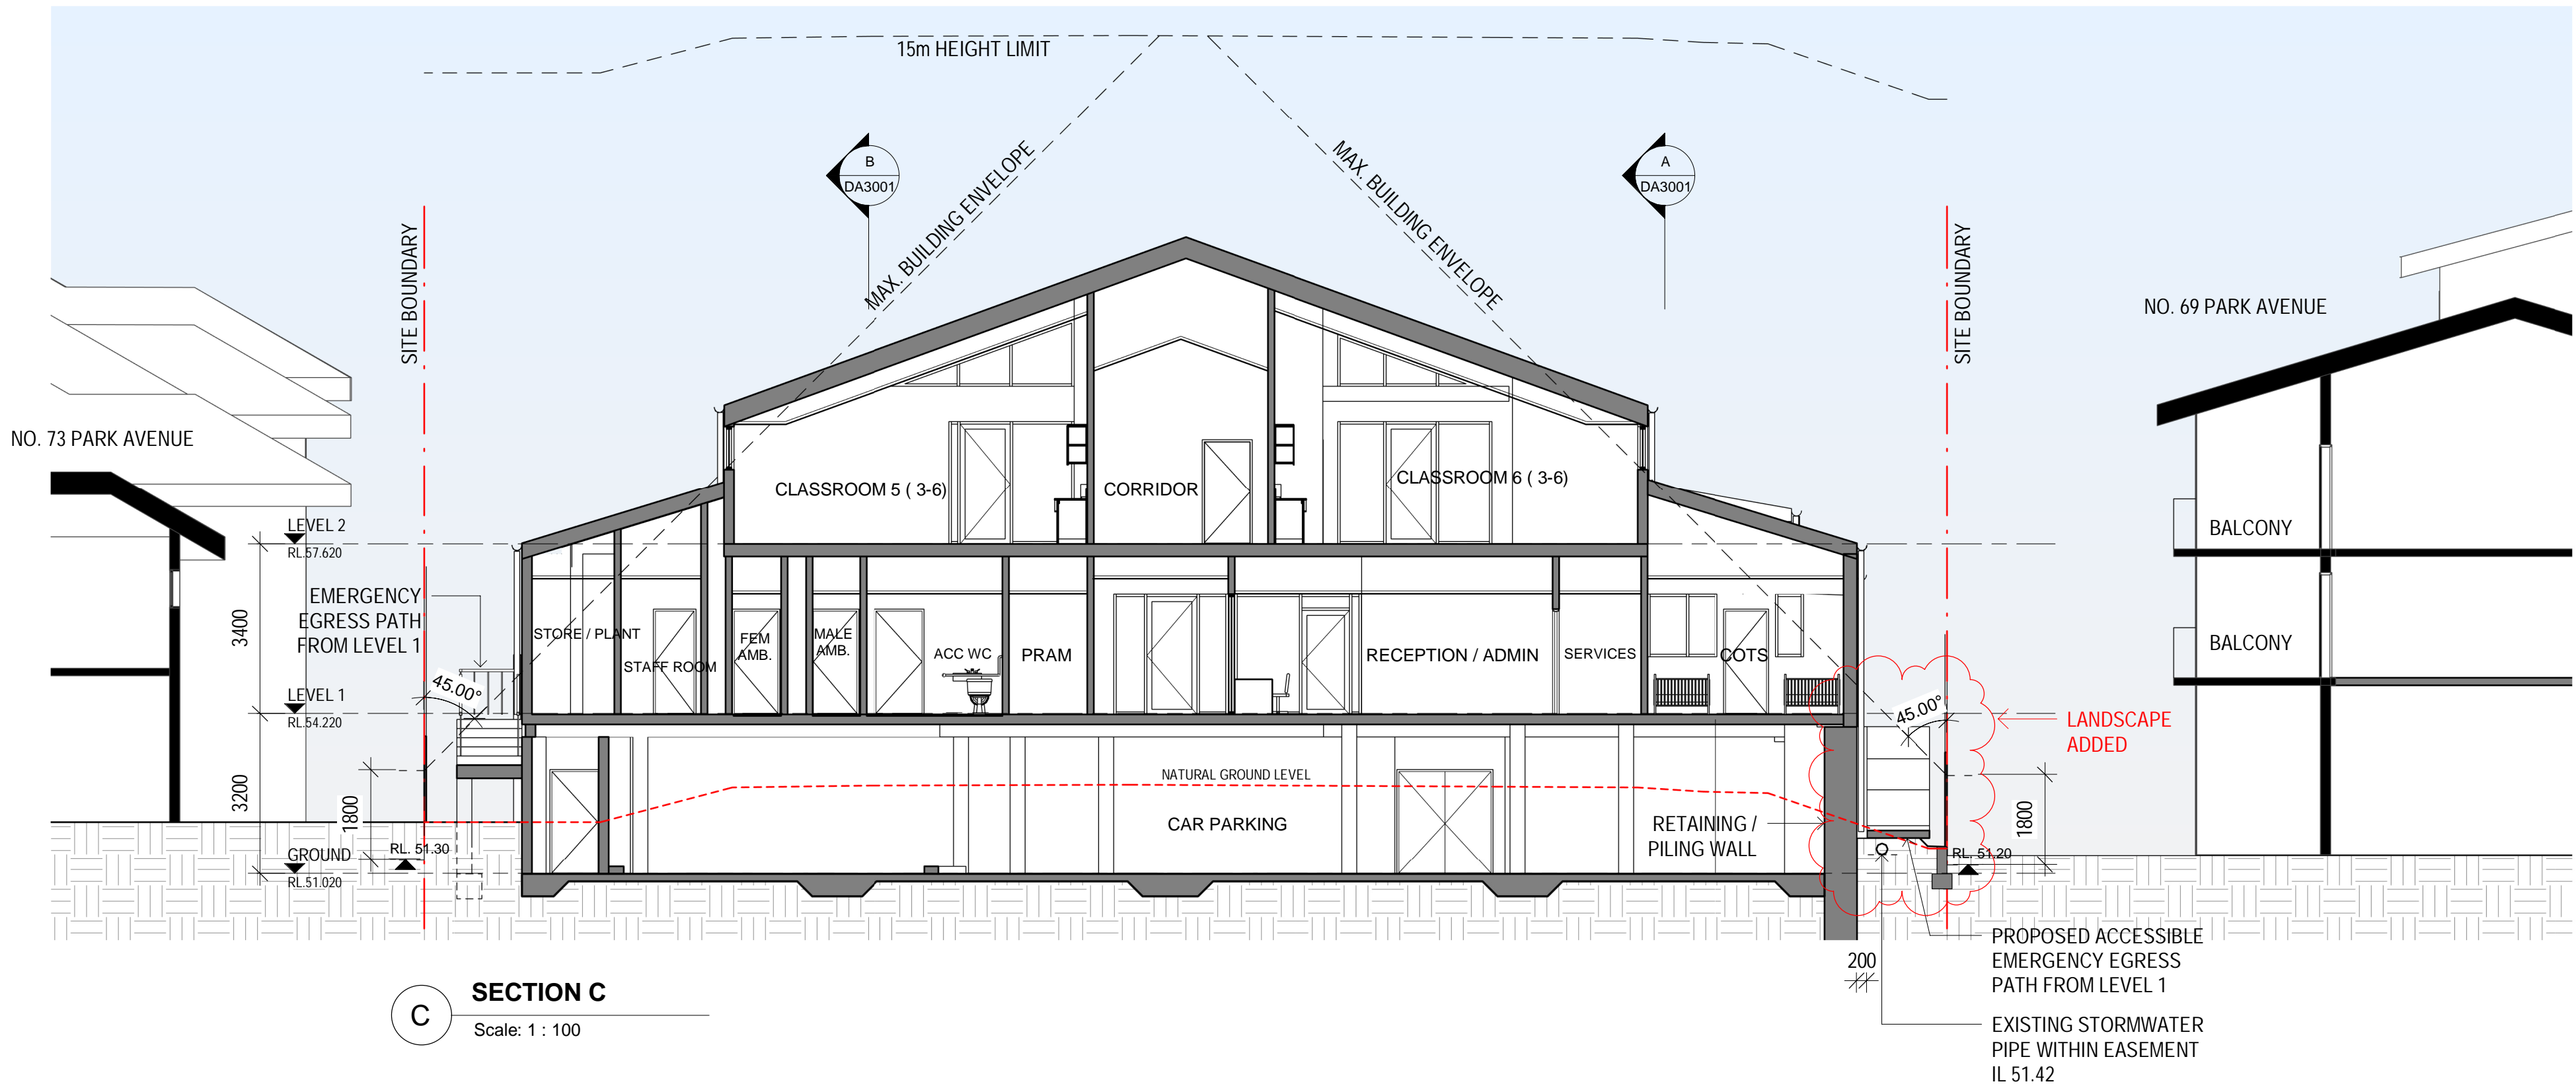 15m HEIGHT LIMIT
B
DA3001
A
DA3001
MAX. BUILDING ENVELOPE
MAX. BUILDING ENVELOPE
SITE BOUNDARY
SITE BOUNDARY
NO. 69 PARK AVENUE
NO. 73 PARK AVENUE
CLASSROOM 5 ( 3-6)
CORRIDOR
CLASSROOM 6 ( 3-6)
LEVEL 2
RL.57.620
BALCONY
EMERGENCY
EGRESS PATH
FROM LEVEL 1
3400
STORE / PLANT
STAFF ROOM
FEM
AMB.
MALE
AMB.
ACC WC
PRAM
RECEPTION / ADMIN
SERVICES
COTS
BALCONY
45.00°
LEVEL 1
RL.54.220
45.00°
LANDSCAPE
ADDED
NATURAL GROUND LEVEL
3200
1800
CAR PARKING
RETAINING /
PILING WALL
1800
GROUND
RL.51.020
RL. 51.30
RL. 51.20
PROPOSED ACCESSIBLE
EMERGENCY EGRESS
PATH FROM LEVEL 1
200
EXISTING STORMWATER
PIPE WITHIN EASEMENT
IL 51.42
C
SECTION C
Scale: 1 : 100